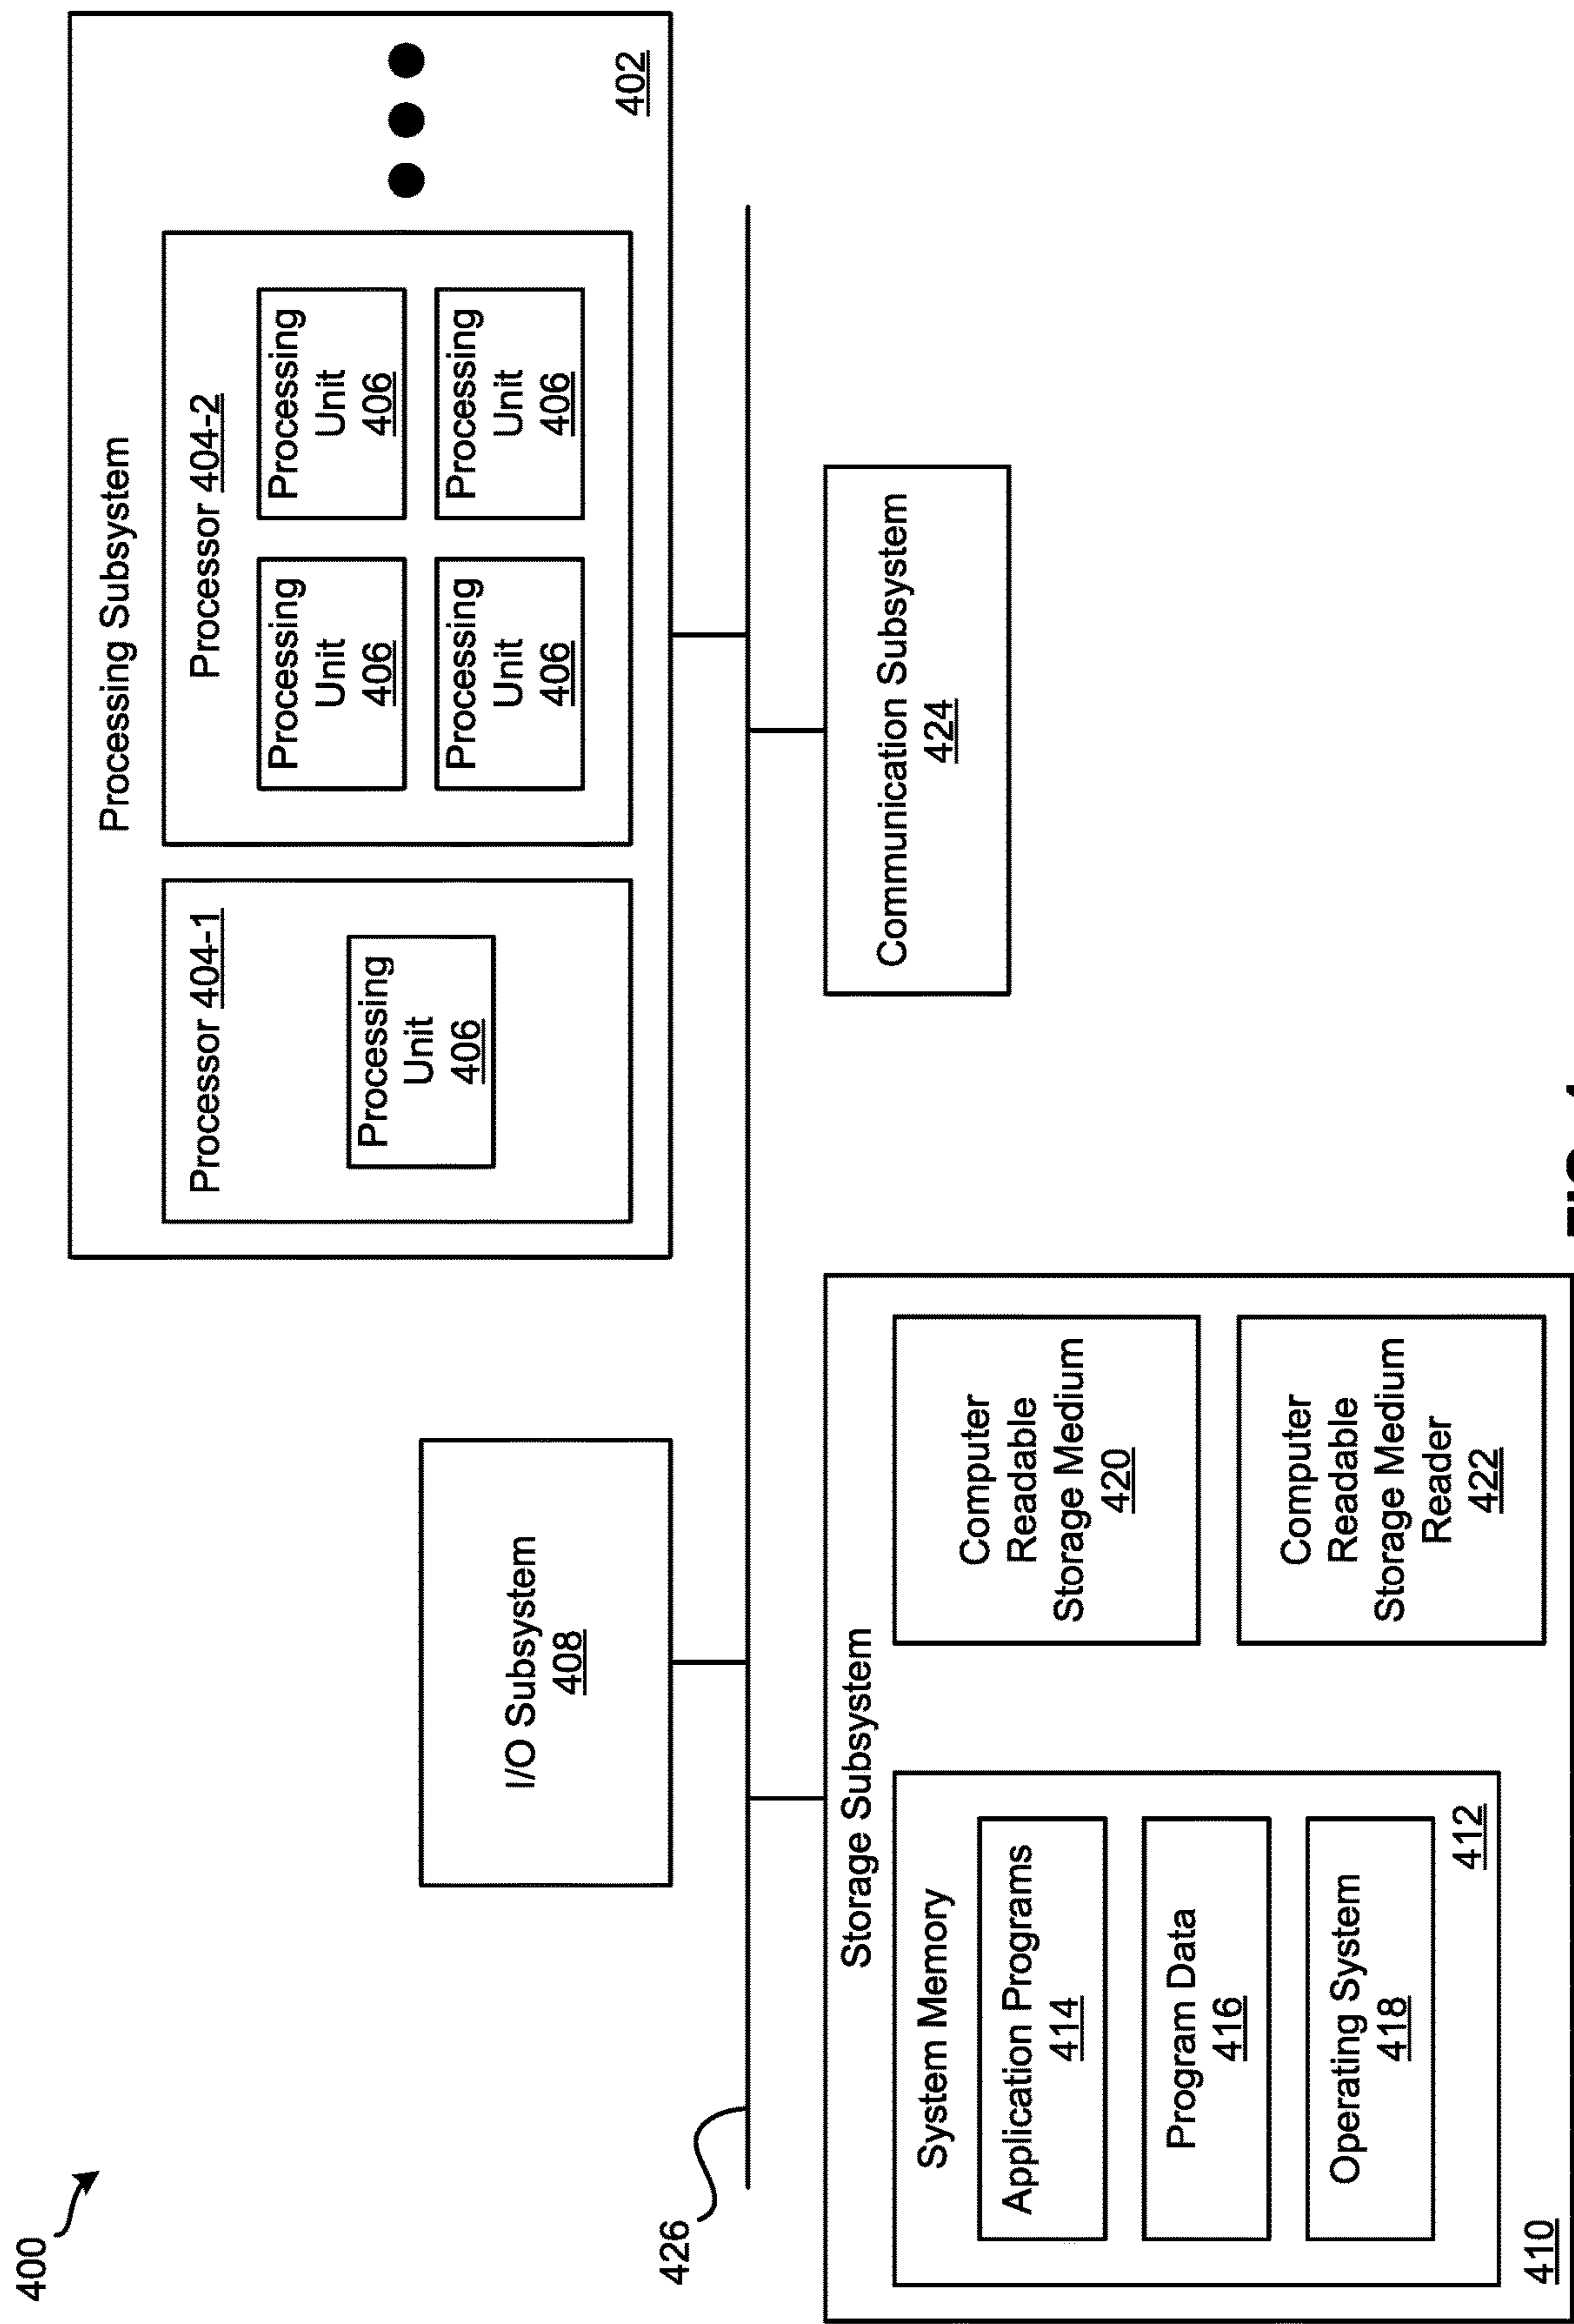 400
Processing Subsystem
Processor 404-1
Processing
Unit
406
Processor 404-2
Processing
Unit
406
Processing
Unit
406
Processing
Unit
406
Processing
Unit
406
402
I/O Subsystem
408
426
Storage Subsystem
System Memory
Application Programs
414
Program Data
416
Operating System
418
412
Computer
Readable
Storage Medium
420
Computer
Readable
Storage Medium
Reader
422
410
Communication Subsystem
424